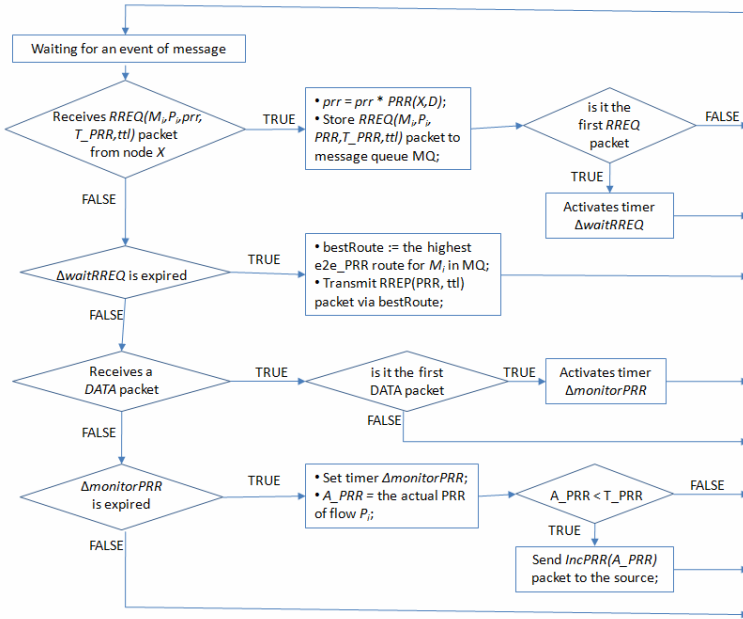 Waiting for an event of message
Receives RREQ(Mi,Pi,prr,
T_PRR,ttl) packet
from node X
TRUE
• prr = prr * PRR(X,D);
• Store RREQ(Mi,Pi,
PRR,T_PRR,ttl) packet to
message queue MQ;
is it the
first RREQ
packet
FALSE
TRUE
Activates timer
ΔwaitRREQ
FALSE
ΔwaitRREQ is expired
TRUE
• bestRoute := the highest
e2e_PRR route for Mi in MQ;
• Transmit RREP(PRR, ttl)
packet via bestRoute;
FALSE
Receives a
DATA packet
TRUE
is it the first
DATA packet
TRUE
Activates timer
ΔmonitorPRR
FALSE
FALSE
ΔmonitorPRR
is expired
TRUE
• Set timer ΔmonitorPRR;
• A_PRR = the actual PRR
of flow Pi;
A_PRR < T_PRR
FALSE
TRUE
Send IncPRR(A_PRR)
packet to the source;
FALSE